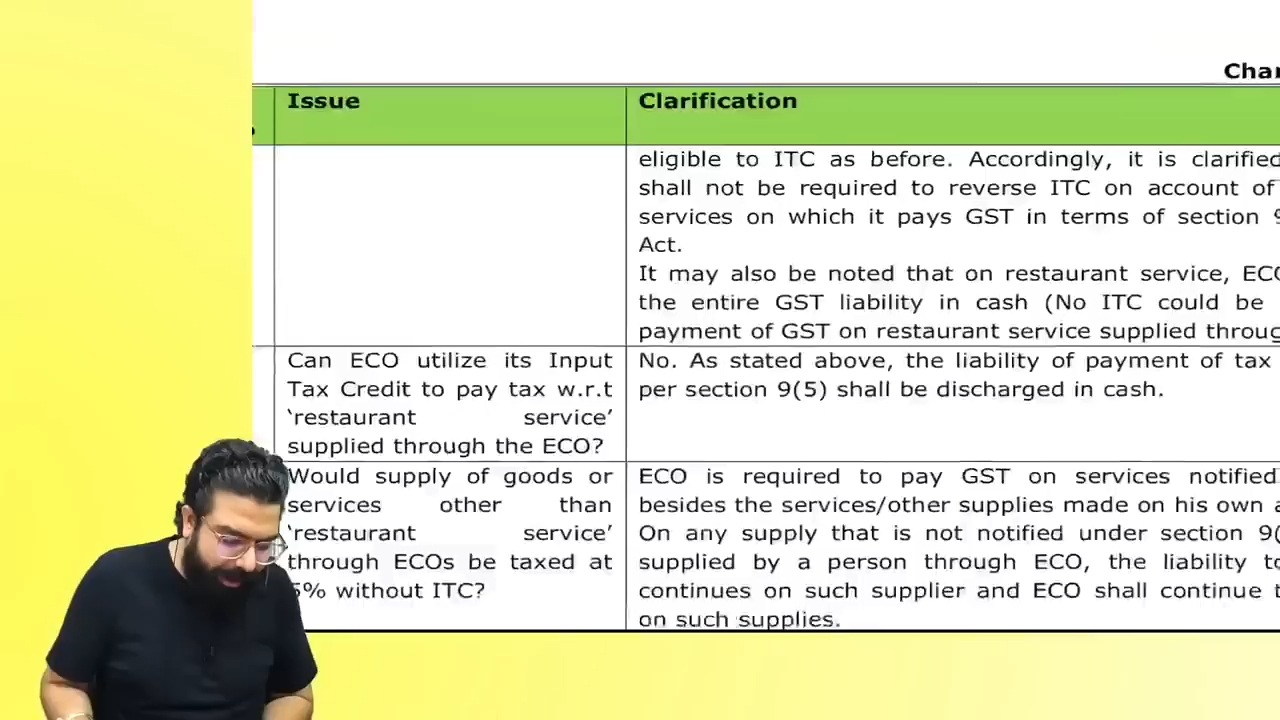 Char
Issue
Clarification
eligible to ITC as before. Accordingly, it is clarified
shall not be required to reverse ITC on account of
services on which it pays GST in terms of section 9
Act.
It may also be noted that on restaurant service, ECO
the entire GST liability in cash (No ITC could be
payment of GST on restaurant service supplied throug
Can ECO utilize its Input
Tax Credit to pay tax w.r.t
‘restaurant service’
supplied through the ECO?
No. As stated above, the liability of payment of tax
per section 9(5) shall be discharged in cash.
Would supply of goods or
services other than
‘restaurant service’
through ECOs be taxed at
5% without ITC?
ECO is required to pay GST on services notified
besides the services/other supplies made on his own a
On any supply that is not notified under section 9(
supplied by a person through ECO, the liability to
continues on such supplier and ECO shall continue t
on such supplies.